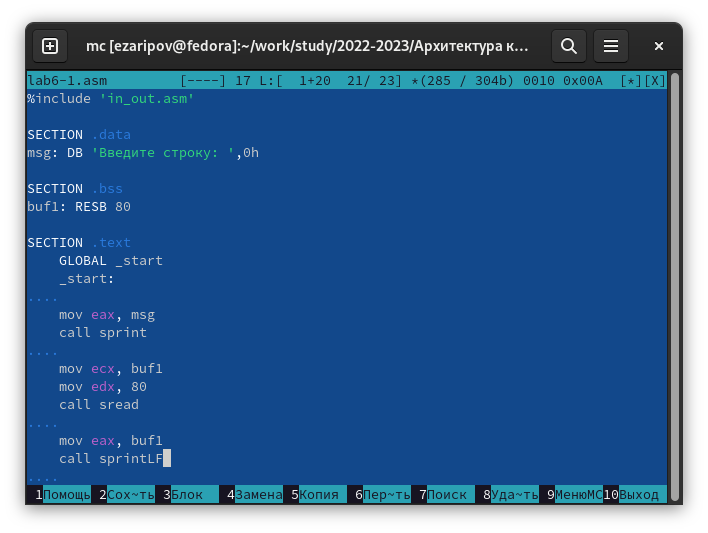 mc [ezaripov@fedora]:~/work/study/2022-2023/Архитектура к…
lab6-1.asm [----] 17 L:[ 1+20 21/ 23] *(285 / 304b) 0010 0x00A [*][X]
%include 'in_out.asm'
SECTION .data
msg: DB 'Введите строку: ',0h
SECTION .bss
buf1: RESB 80
SECTION .text
GLOBAL _start
_start:
....
mov eax, msg
call sprint
....
mov ecx, buf1
mov edx, 80
call sread
....
mov eax, buf1
call sprintLF
....
1Помощь 2Сох~ть 3Блок 4Замена 5Копия 6Пер~ть 7Поиск 8Уда~ть 9МенюMC 10Выход